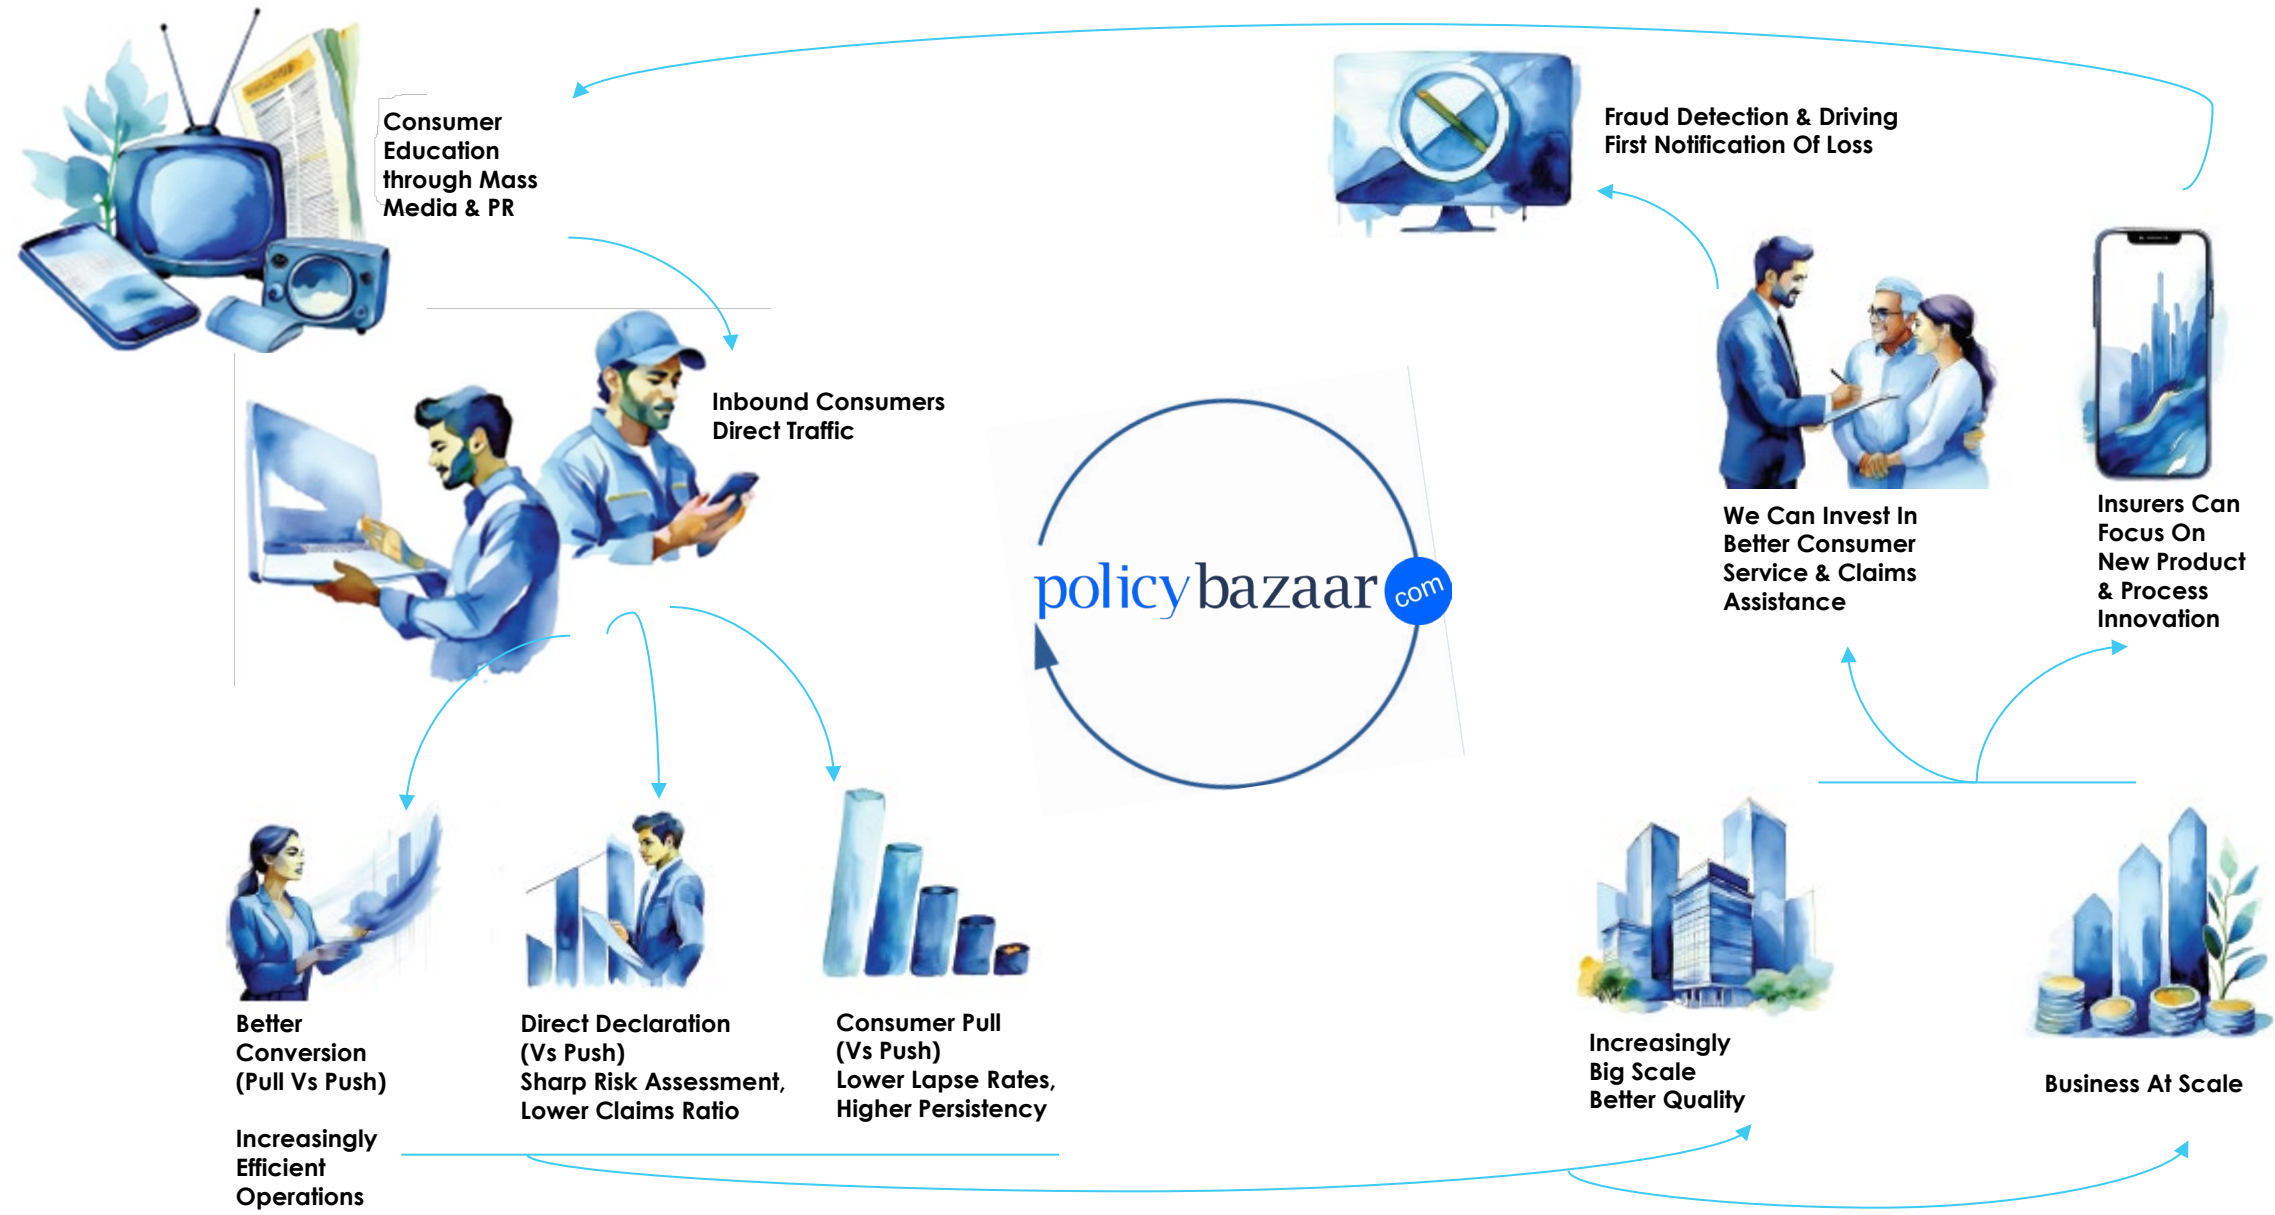 Consumer
Education
through Mass
Media & PR
Fraud Detection & Driving
First Notification Of Loss
Inbound Consumers
Direct Traffic
policybazaar com
We Can Invest In
Better Consumer
Service & Claims
Assistance
Insurers Can
Focus On
New Product
& Process
Innovation
Better
Conversion
(Pull Vs Push)
Increasingly
Efficient
Operations
Direct Declaration
(Vs Push)
Sharp Risk Assessment,
Lower Claims Ratio
Consumer Pull
(Vs Push)
Lower Lapse Rates,
Higher Persistency
Increasingly
Big Scale
Better Quality
Business At Scale